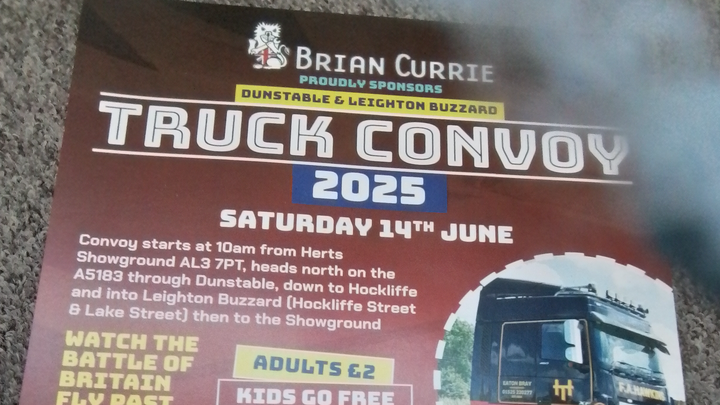 BRIAN CURRIE
PROUDLY SPONSORS
DUNSTABLE & LEIGHTON BUZZARD
TRUCK CONVOY
2025
SATURDAY 14TH JUNE
Convoy starts at 10am from Herts
Showground AL3 7PT, heads north on the
A5183 through Dunstable, down to Hockliffe
and into Leighton Buzzard (Hockliffe Street
& Lake Street) then to the Showground
WATCH THE
BATTLE OF
BRITAIN
FLY PAST
ADULTS £2
KIDS GO FREE